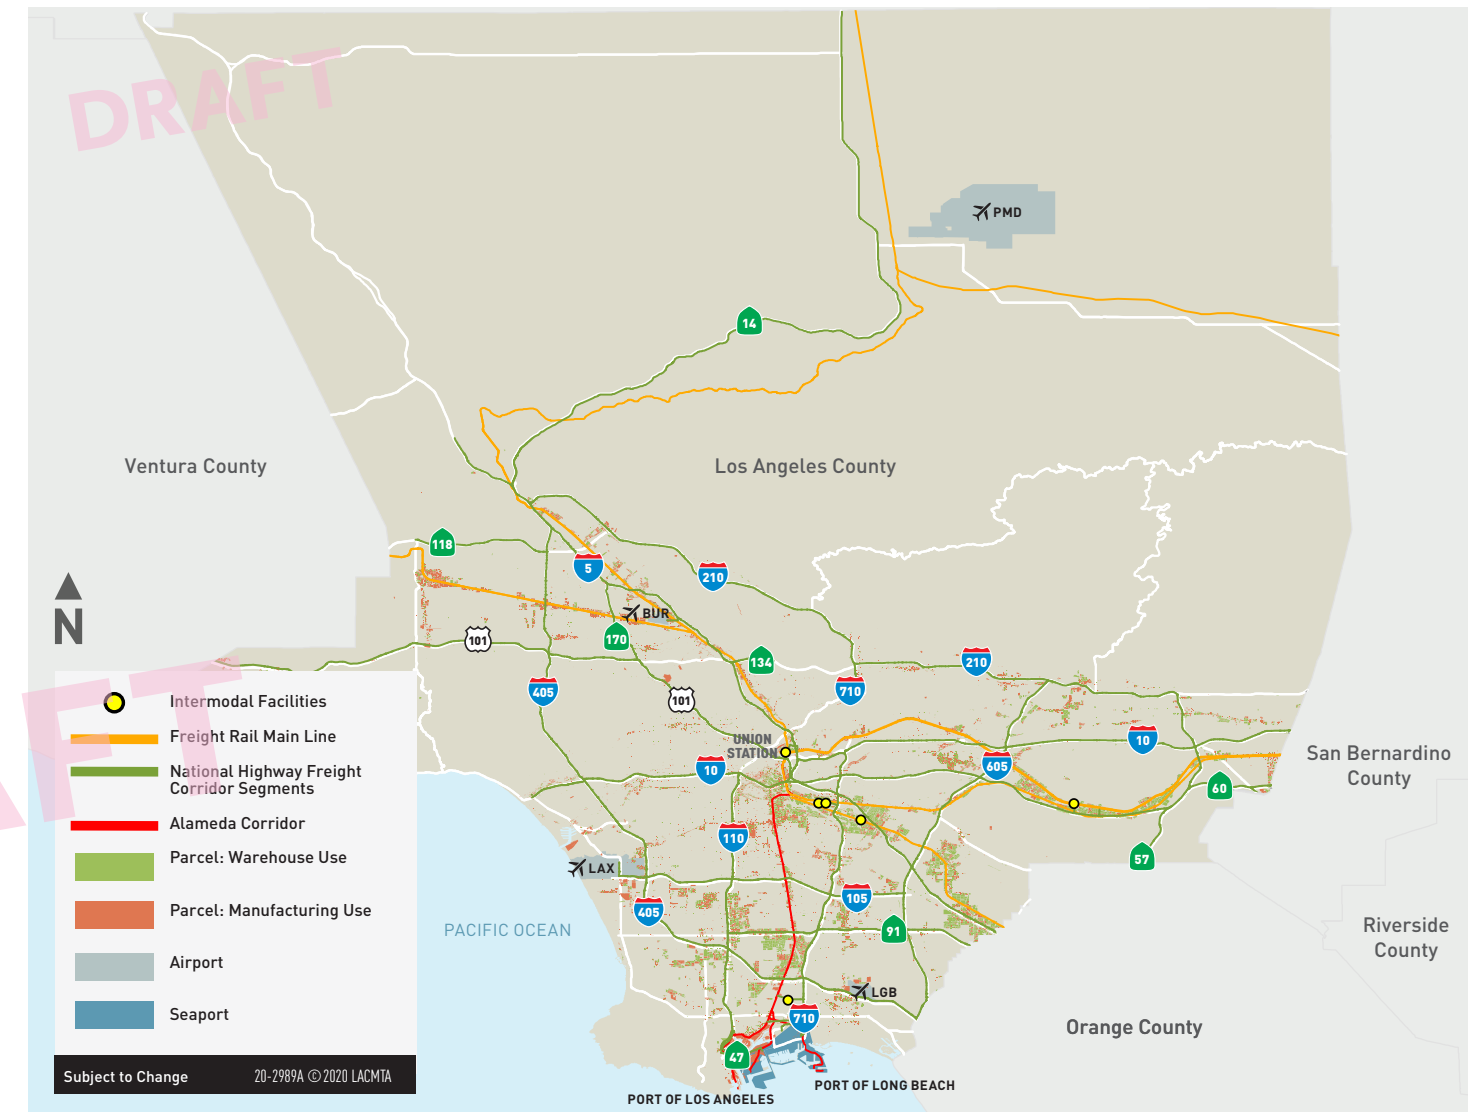 DRAFT
PMD
14
Ventura County
Los Angeles County
118
5
210
N
BUR
101
170
134
210
405
101
710
UNION
STATION
10
10
605
San Bernardino
County
60
110
57
LAX
105
405
91
PACIFIC OCEAN
Riverside
County
LGB
710
Orange County
47
PORT OF LONG BEACH
PORT OF LOS ANGELES
AFT
Intermodal Facilities
Freight Rail Main Line
National Highway Freight
Corridor Segments
Alameda Corridor
Parcel: Warehouse Use
Parcel: Manufacturing Use
Airport
Seaport
Subject to Change
20-2989A ©2020 LACMTA